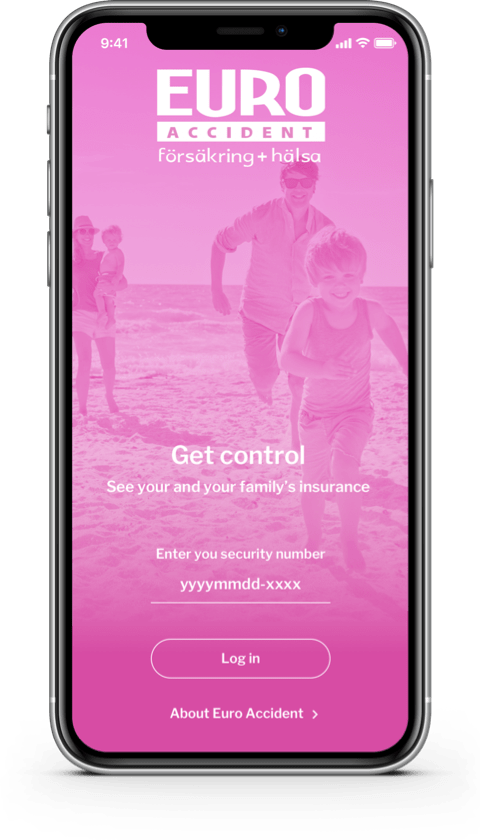 9:41
EURO
ACCIDENT
försäkring + hälsa
Get control
See your and your family's insurance
Enter you security number
yyyymmdd-xxxx
Log in
About Euro Accident >